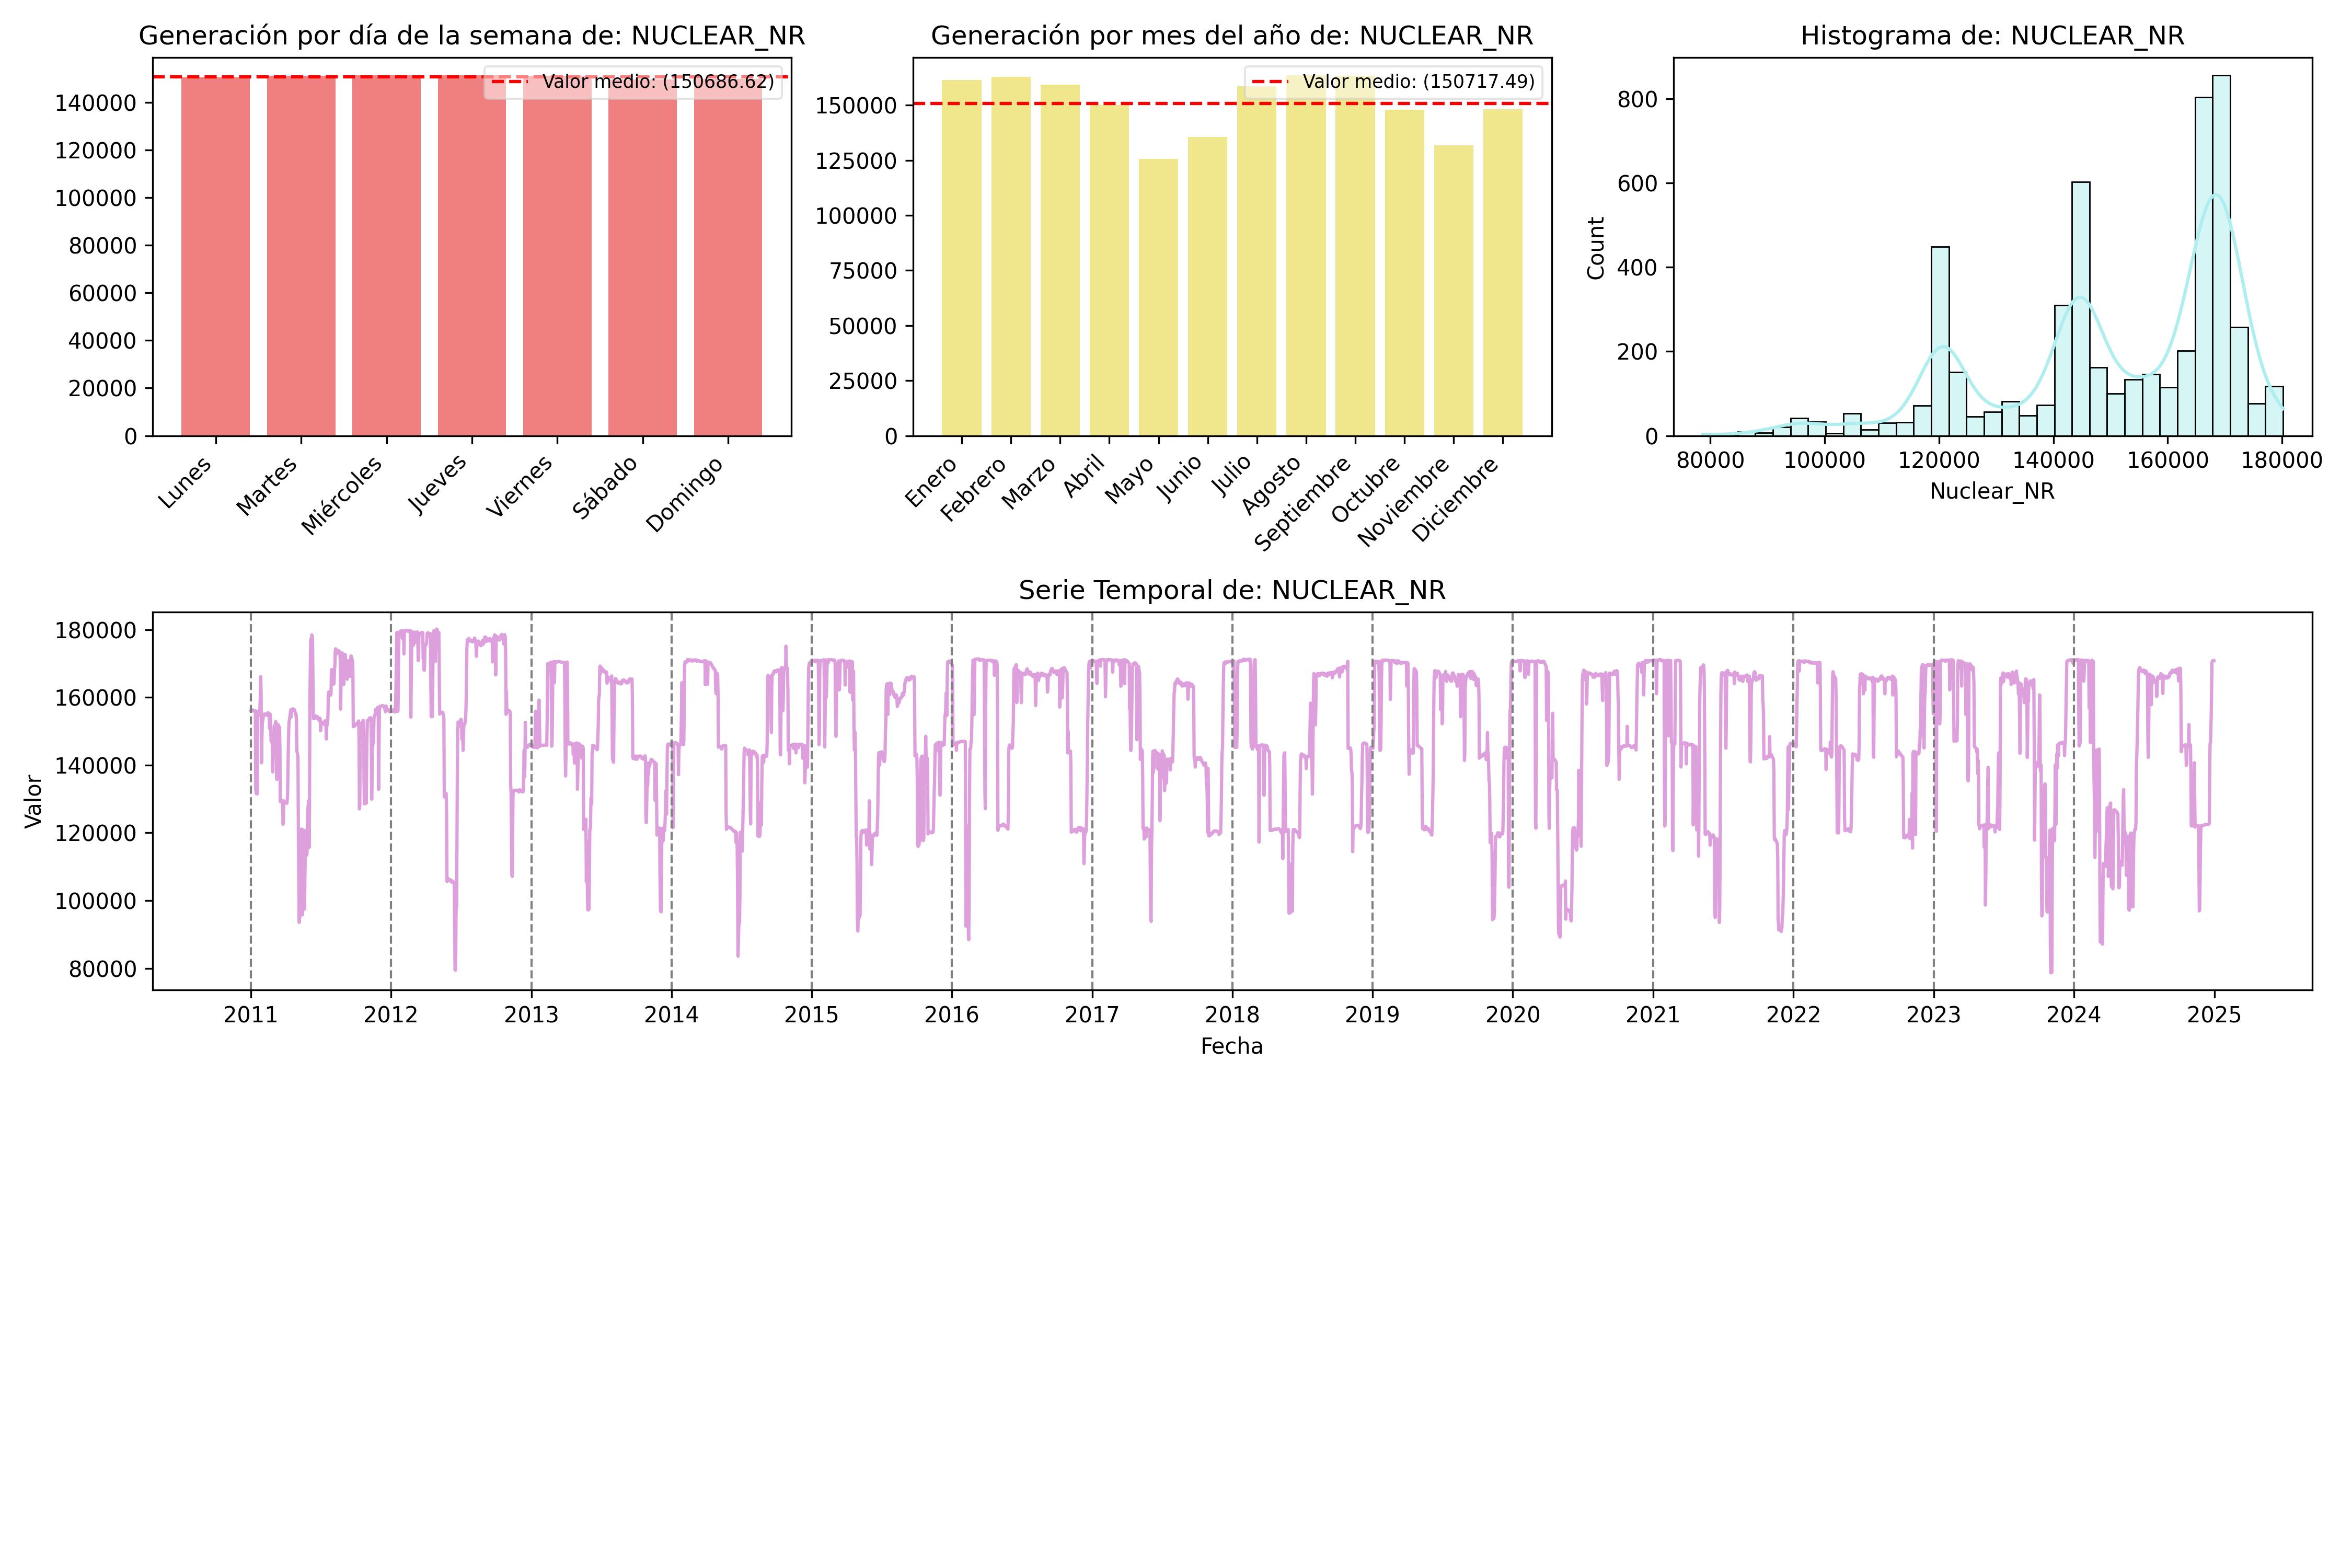 Generación por día de la semana de: NUCLEAR_NR
Valor medio: (150686.62)
140000
120000
100000
80000
60000
40000
20000
0
Lunes
Martes
Miércoles
Jueves
Viernes
Sábado
Domingo
Generación por mes del año de: NUCLEAR_NR
Valor medio: (150717.49)
150000
125000
100000
75000
50000
25000
0
Enero
Febrero
Marzo
Abril
Mayo
Junio
Julio
Agosto
Septiembre
Octubre
Noviembre
Diciembre
Histograma de: NUCLEAR_NR
Count
800
600
400
200
0
80000
100000
120000
140000
160000
180000
Nuclear_NR
Serie Temporal de: NUCLEAR_NR
Valor
180000
160000
140000
120000
100000
80000
2011
2012
2013
2014
2015
2016
2017
2018
2019
2020
2021
2022
2023
2024
2025
Fecha